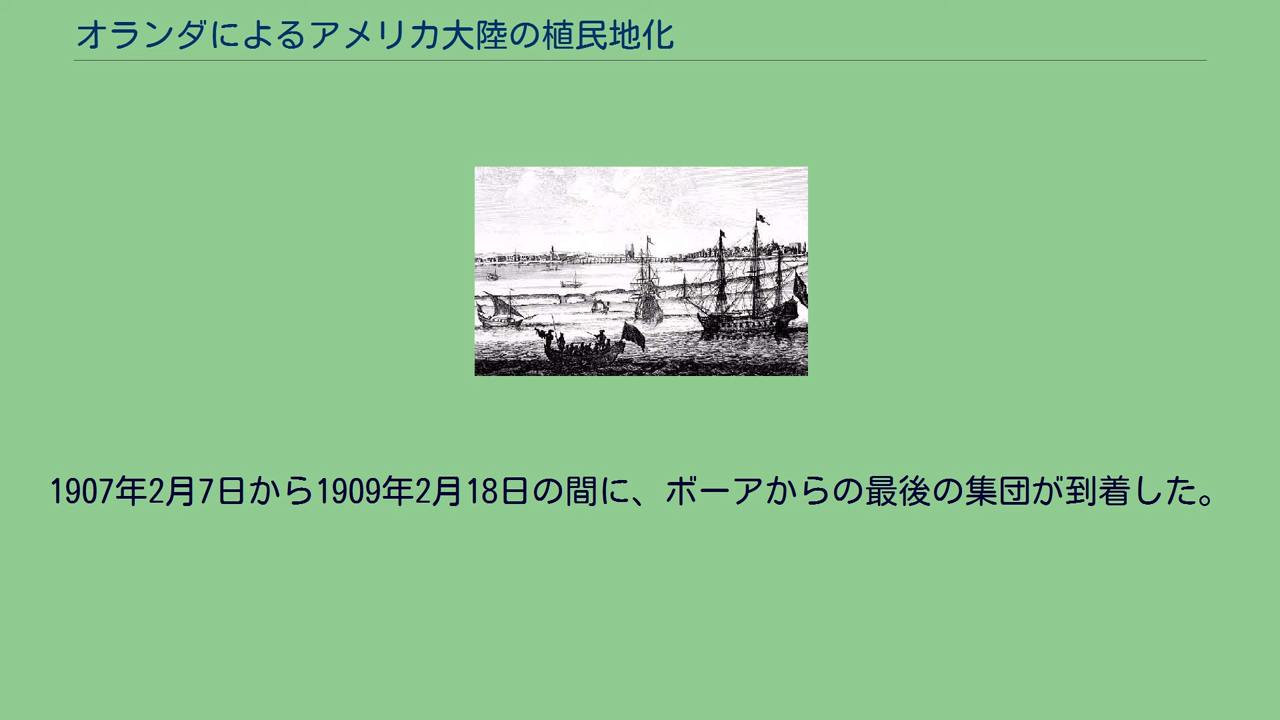 オランダによるアメリカ大陸の植民地化
1907年2月7日から1909年2月18日の間に、ボーアからの最後の集団が到着した。